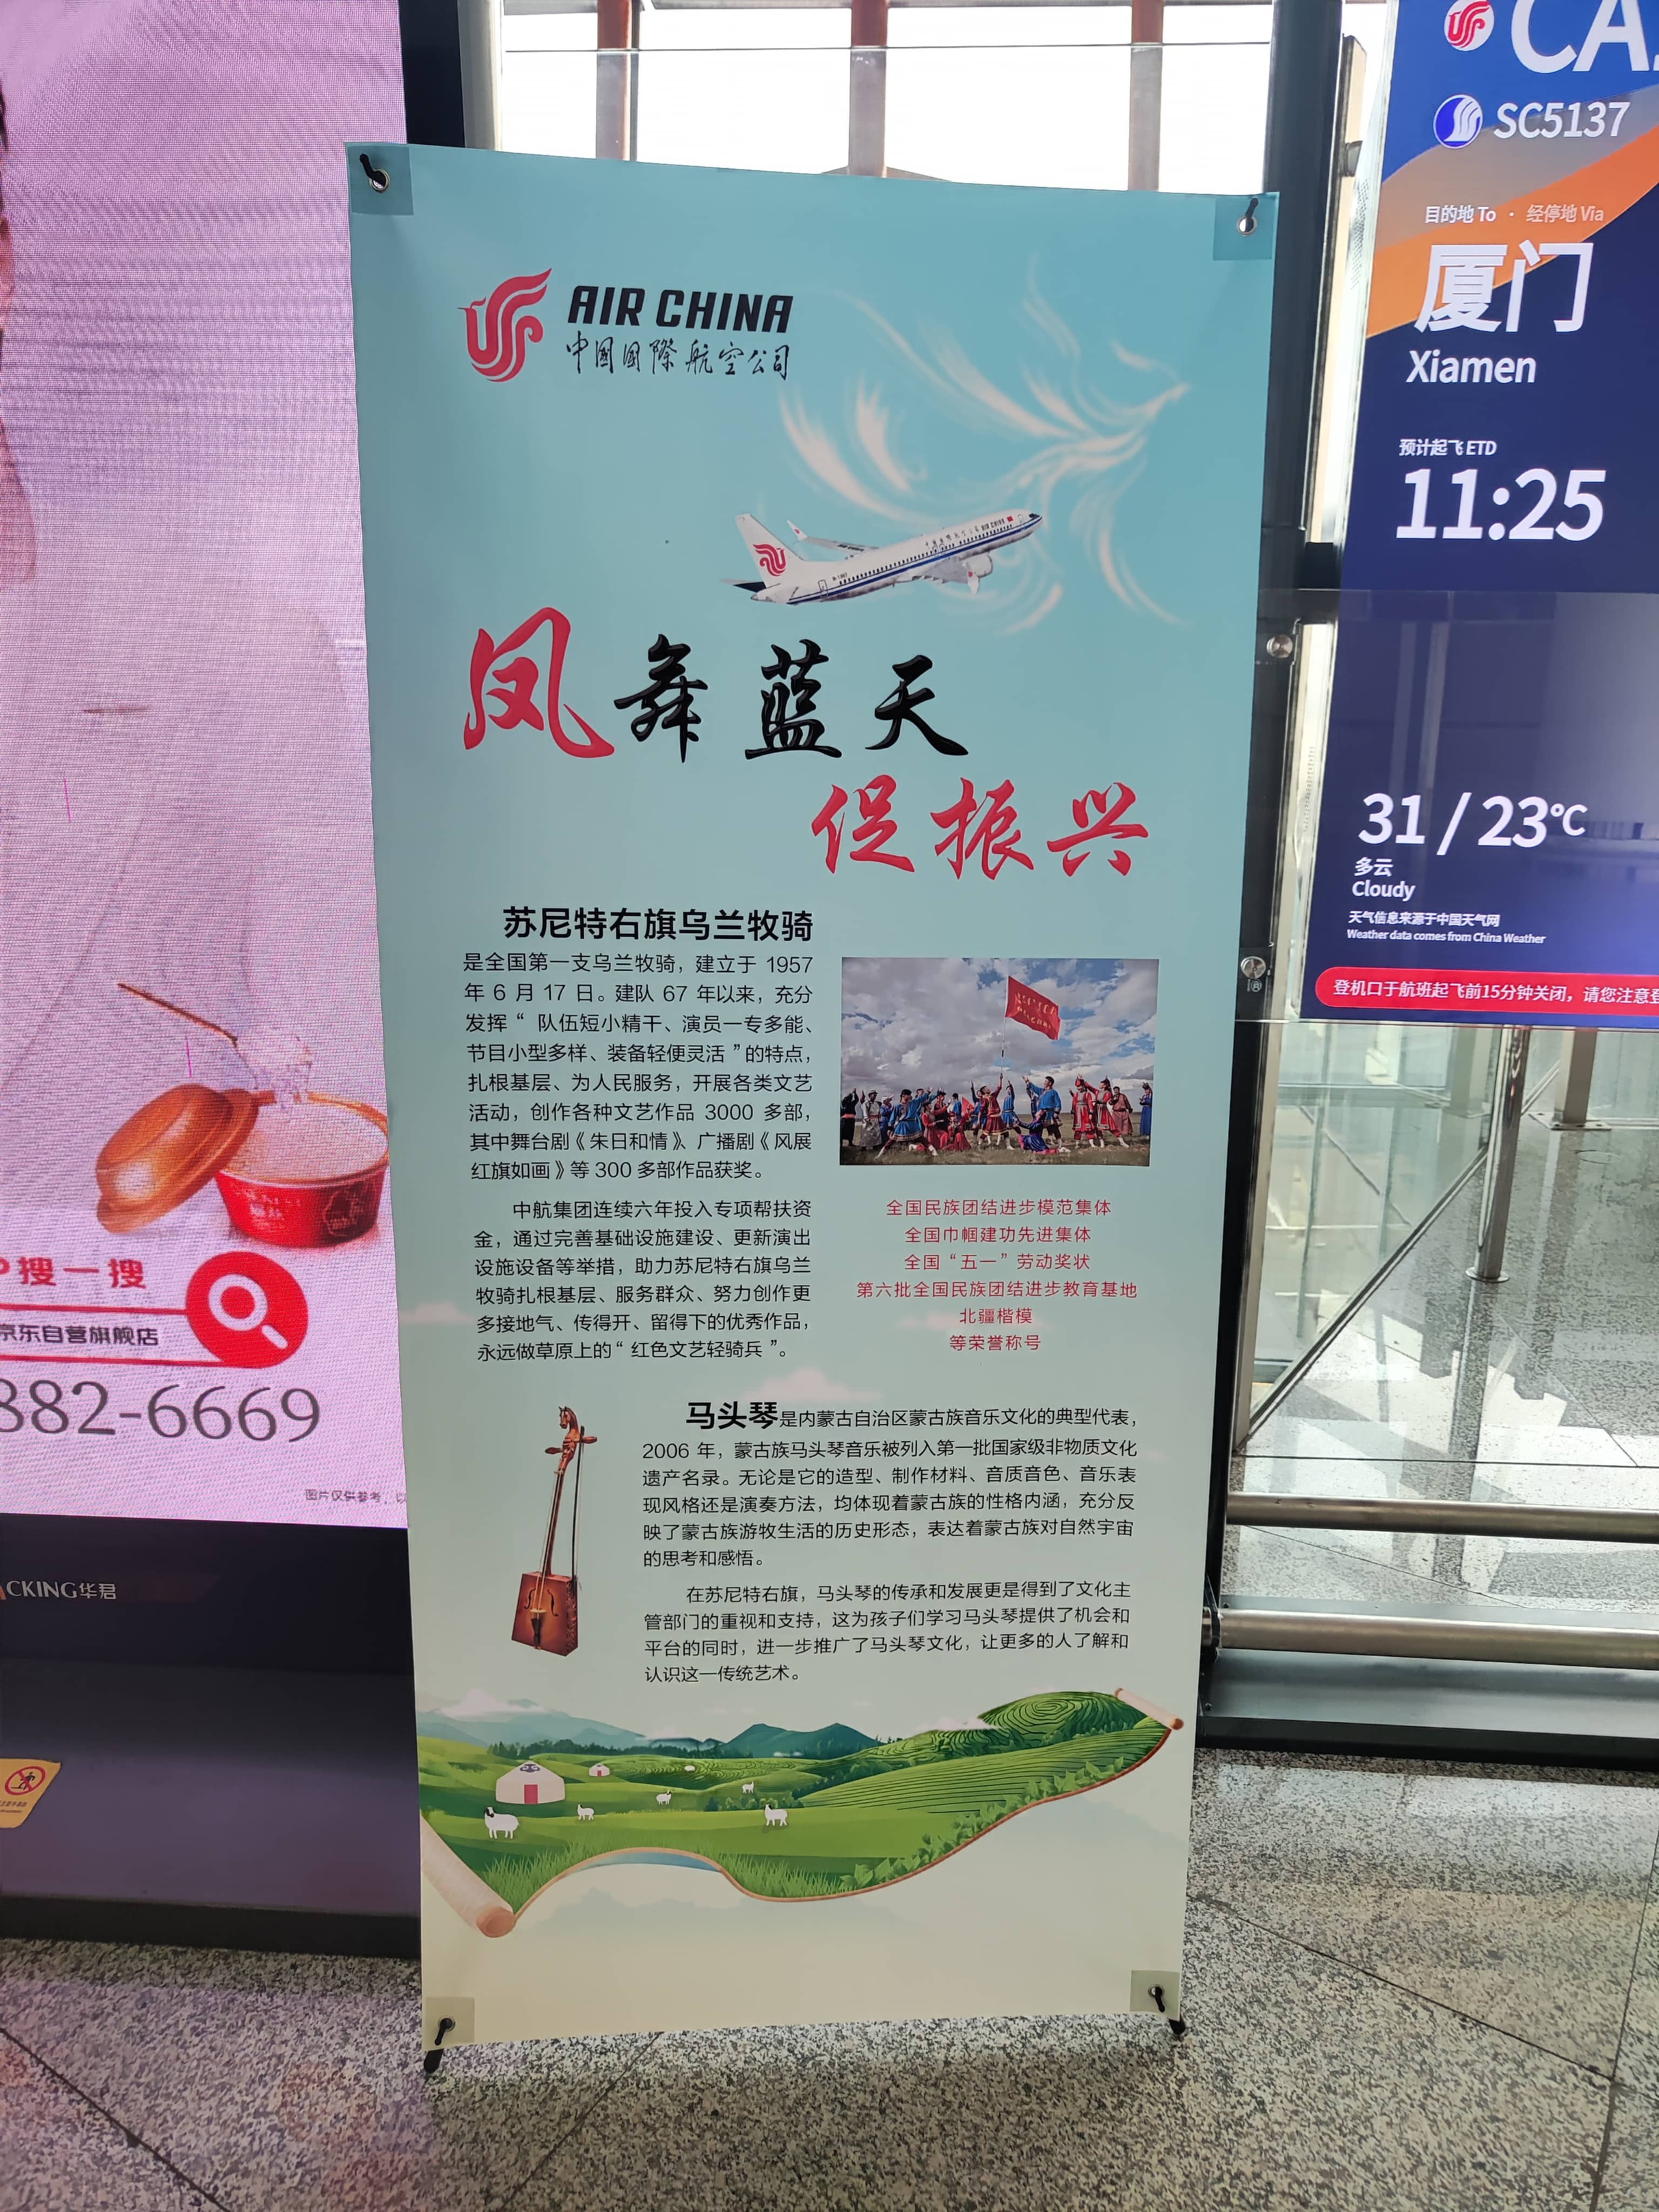 AIR CHINA
中国国際航空公司
凤舞蓝天
促振兴
苏尼特右旗乌兰牧骑
是全国第一支乌兰牧骑，建立于 1957
年 6 月 17 日。建队 67 年以来，充分
发挥“ 队伍短小精干、演员一专多能、
节目小型多样、装备轻便灵活 ”的特点，
扎根基层、为人民服务，开展各类文艺
活动，创作各种文艺作品 3000 多部，
其中舞台剧《朱日和情》、广播剧《风展
红旗如画》等 300 多部作品获奖。
中航集团连续六年投入专项帮扶资
金，通过完善基础设施建设、更新演出
设施设备等举措，助力苏尼特右旗乌兰
牧骑扎根基层、服务群众、努力创作更
多接地气、传得开、留得下的优秀作品，
永远做草原上的“ 红色文艺轻骑兵 ”。
全国民族团结进步模范集体
全国巾帼建功先进集体
全国“五一”劳动奖状
第六批全国民族团结进步教育基地
北疆楷模
等荣誉称号
马头琴是内蒙古自治区蒙古族音乐文化的典型代表，
2006 年，蒙古族马头琴音乐被列入第一批国家级非物质文化
遗产名录。无论是它的造型、制作材料、音质音色、音乐表
现风格还是演奏方法，均体现着蒙古族的性格内涵，充分反
映了蒙古族游牧生活的历史形态，表达着蒙古族对自然宇宙
的思考和感悟。
在苏尼特右旗，马头琴的传承和发展更是得到了文化主
管部门的重视和支持，这为孩子们学习马头琴提供了机会和
平台的同时，进一步推广了马头琴文化，让更多的人了解和
认识这一传统艺术。
CA
SC5137
目的地 To · 经停地 Via
厦门
Xiamen
预计起飞 ETD
11:25
31 / 23°C
多云
Cloudy
天气信息来源于中国天气网
Weather data comes from China Weather
登机口于航班起飞前15分钟关闭，请您注意登
搜一搜
京东自营旗舰店
882-6669
图片仅供参考，以
CKING华君